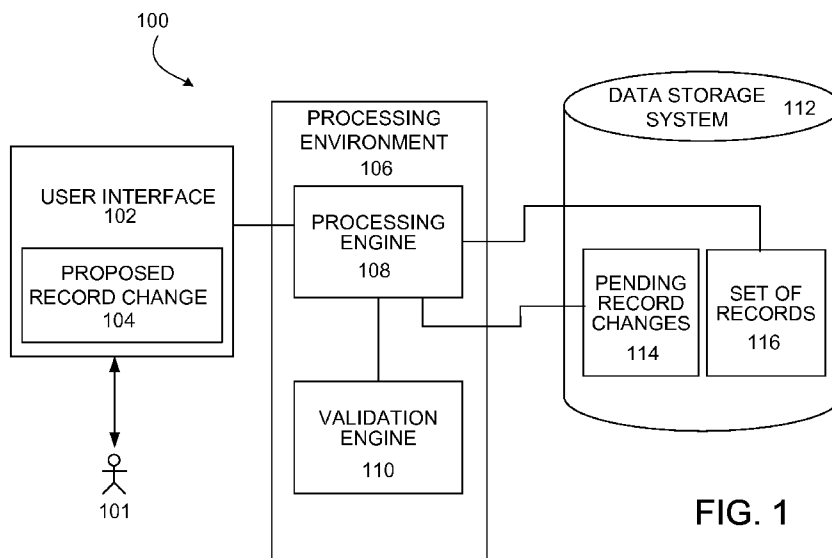 100
USER INTERFACE
102
PROPOSED
RECORD CHANGE
104
101
PROCESSING
ENVIRONMENT
106
PROCESSING
ENGINE
108
VALIDATION
ENGINE
110
DATA STORAGE
SYSTEM
112
PENDING
RECORD
CHANGES
114
SET OF
RECORDS
116
FIG. 1